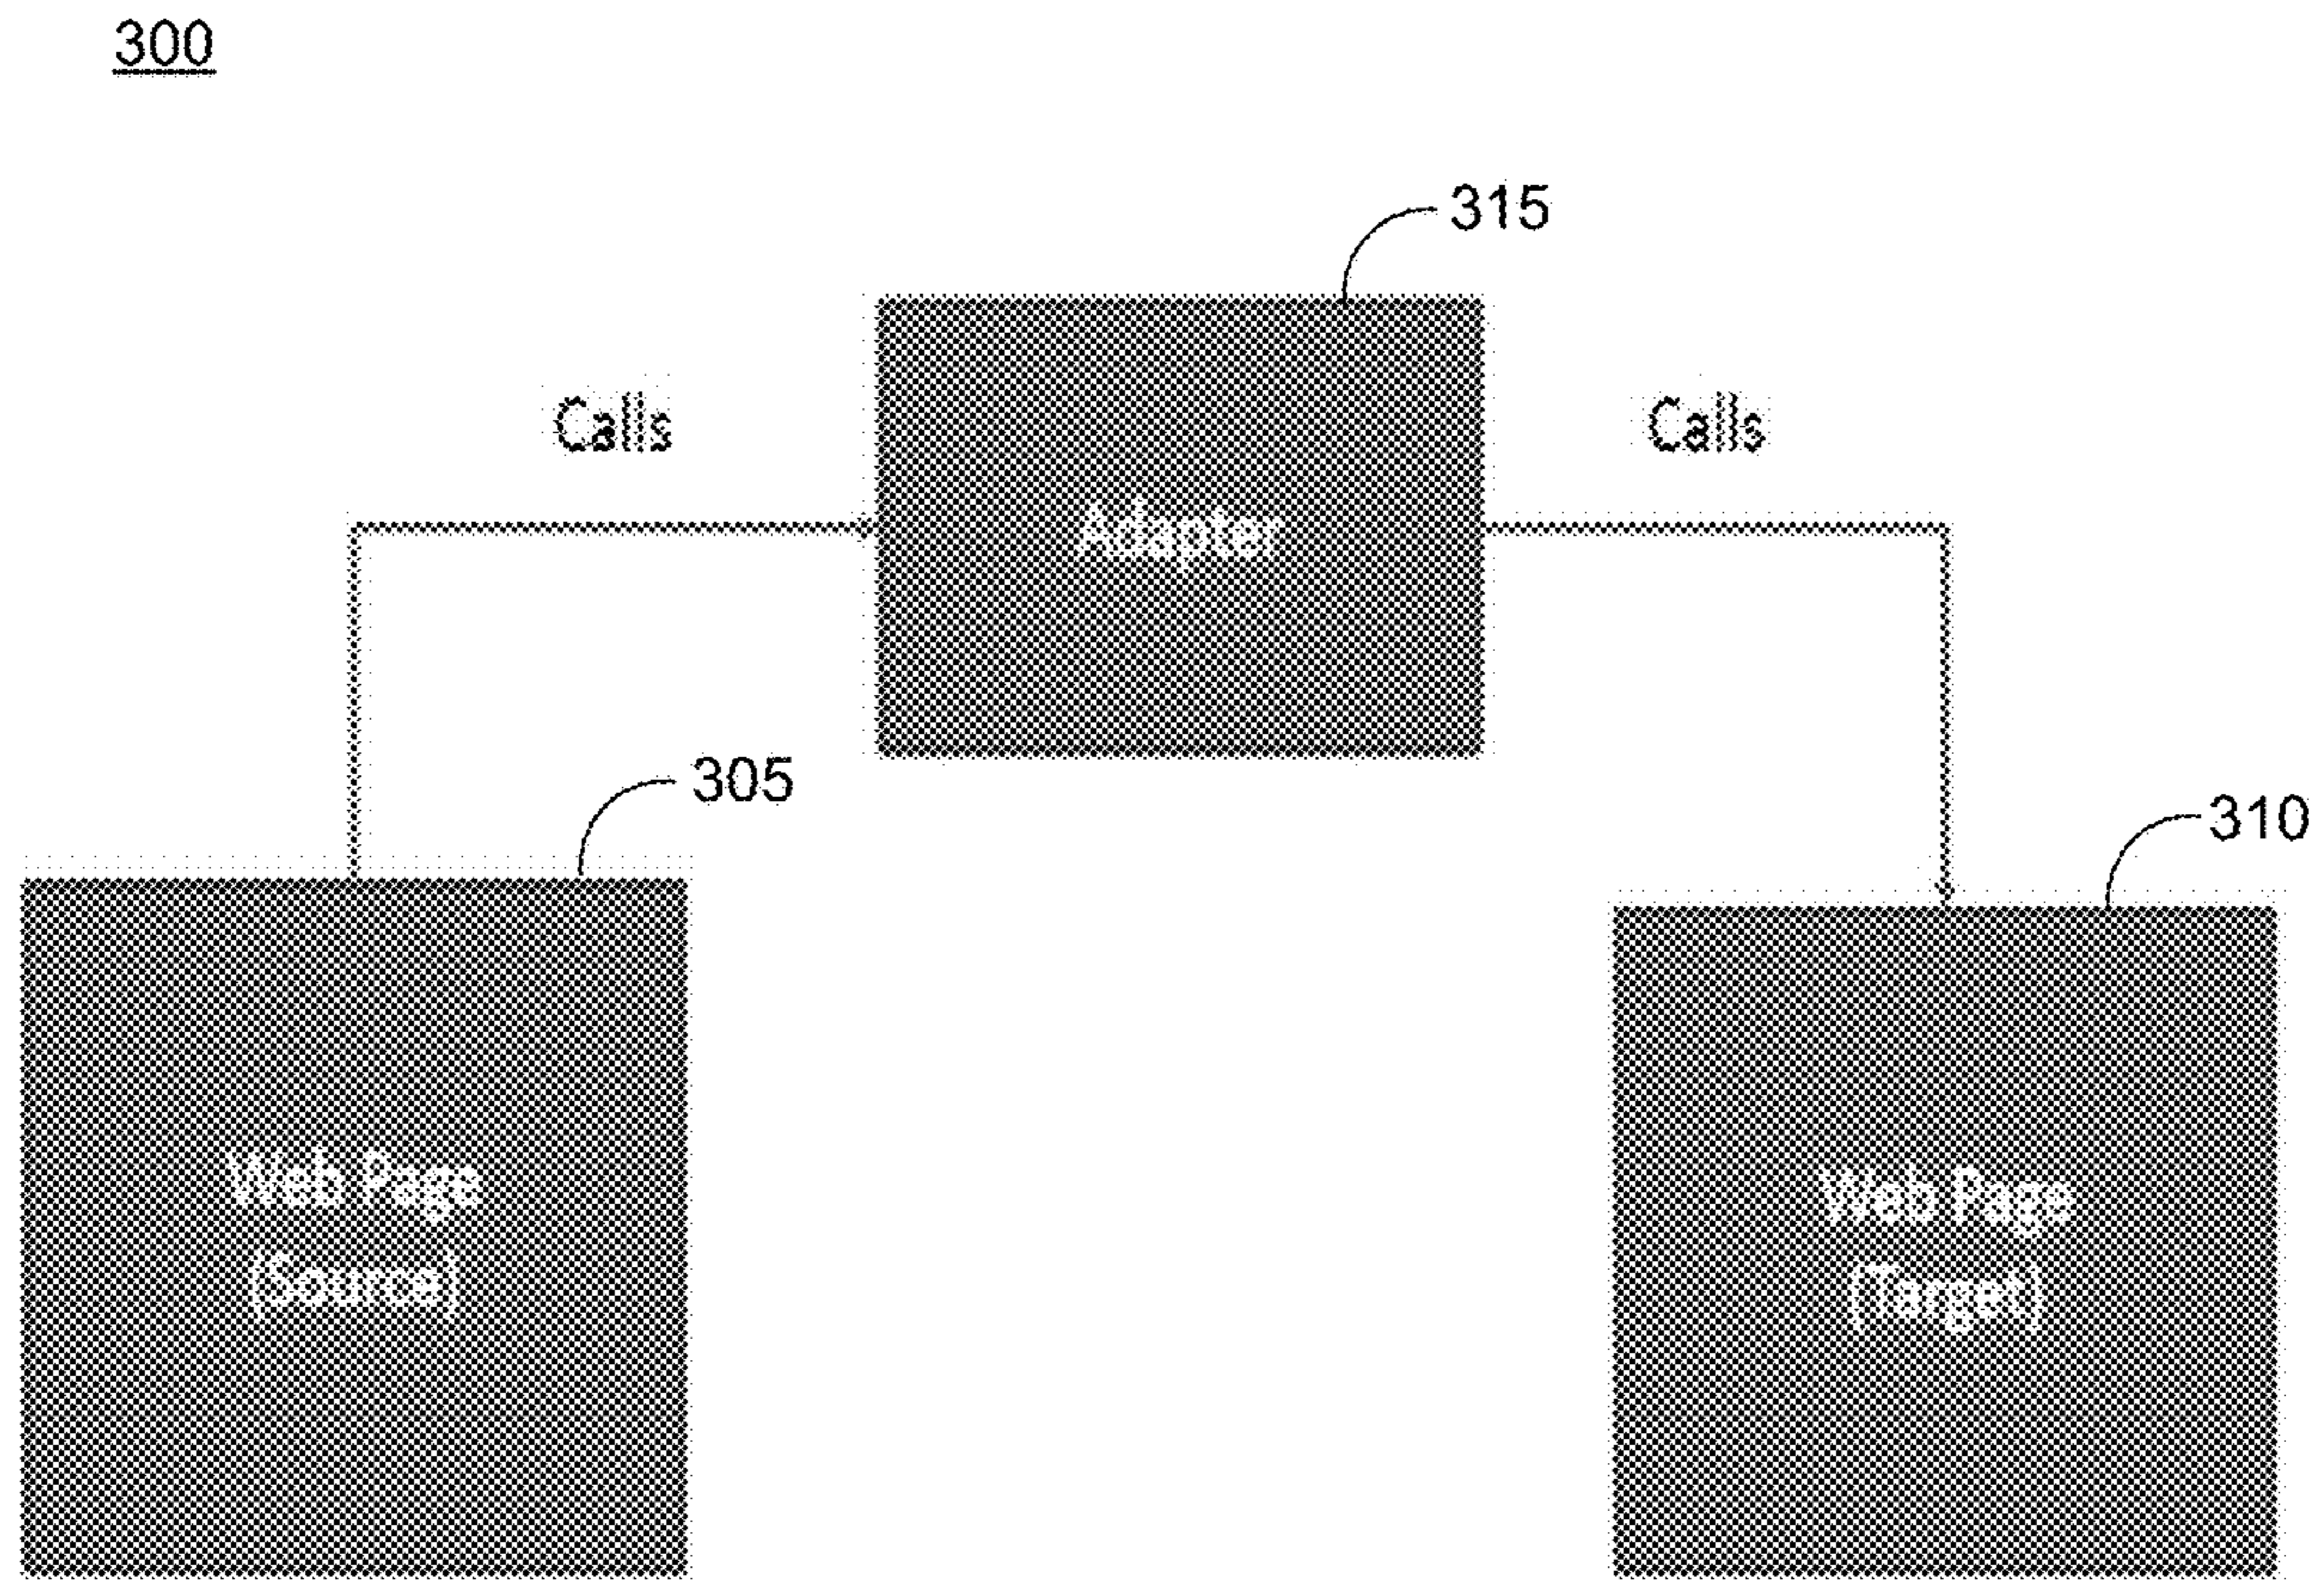 300
315
Calls
Calls
Adapter
305
310
Web Page
(Source)
Web Page
(Target)